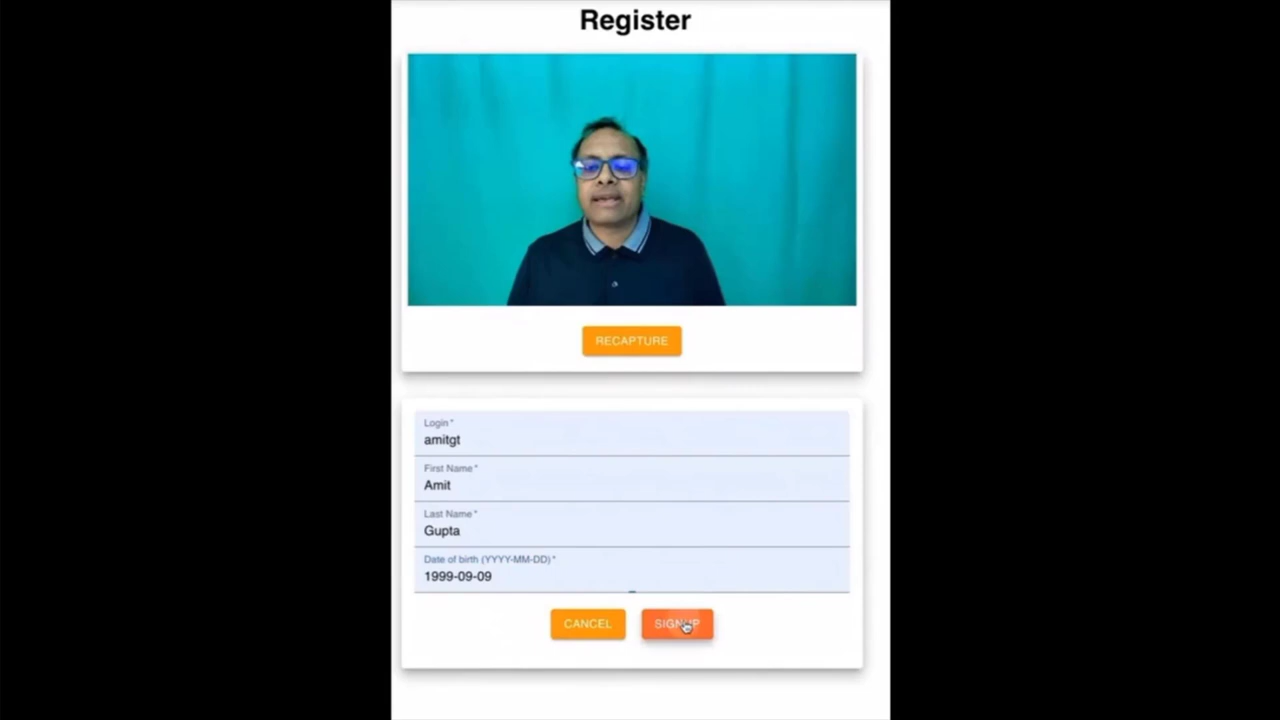 Register
RECAPTURE
Login *
amitgt
First Name *
Amit
Last Name *
Gupta
Date of birth (YYYY-MM-DD) *
1999-09-09
CANCEL
SIGNUP